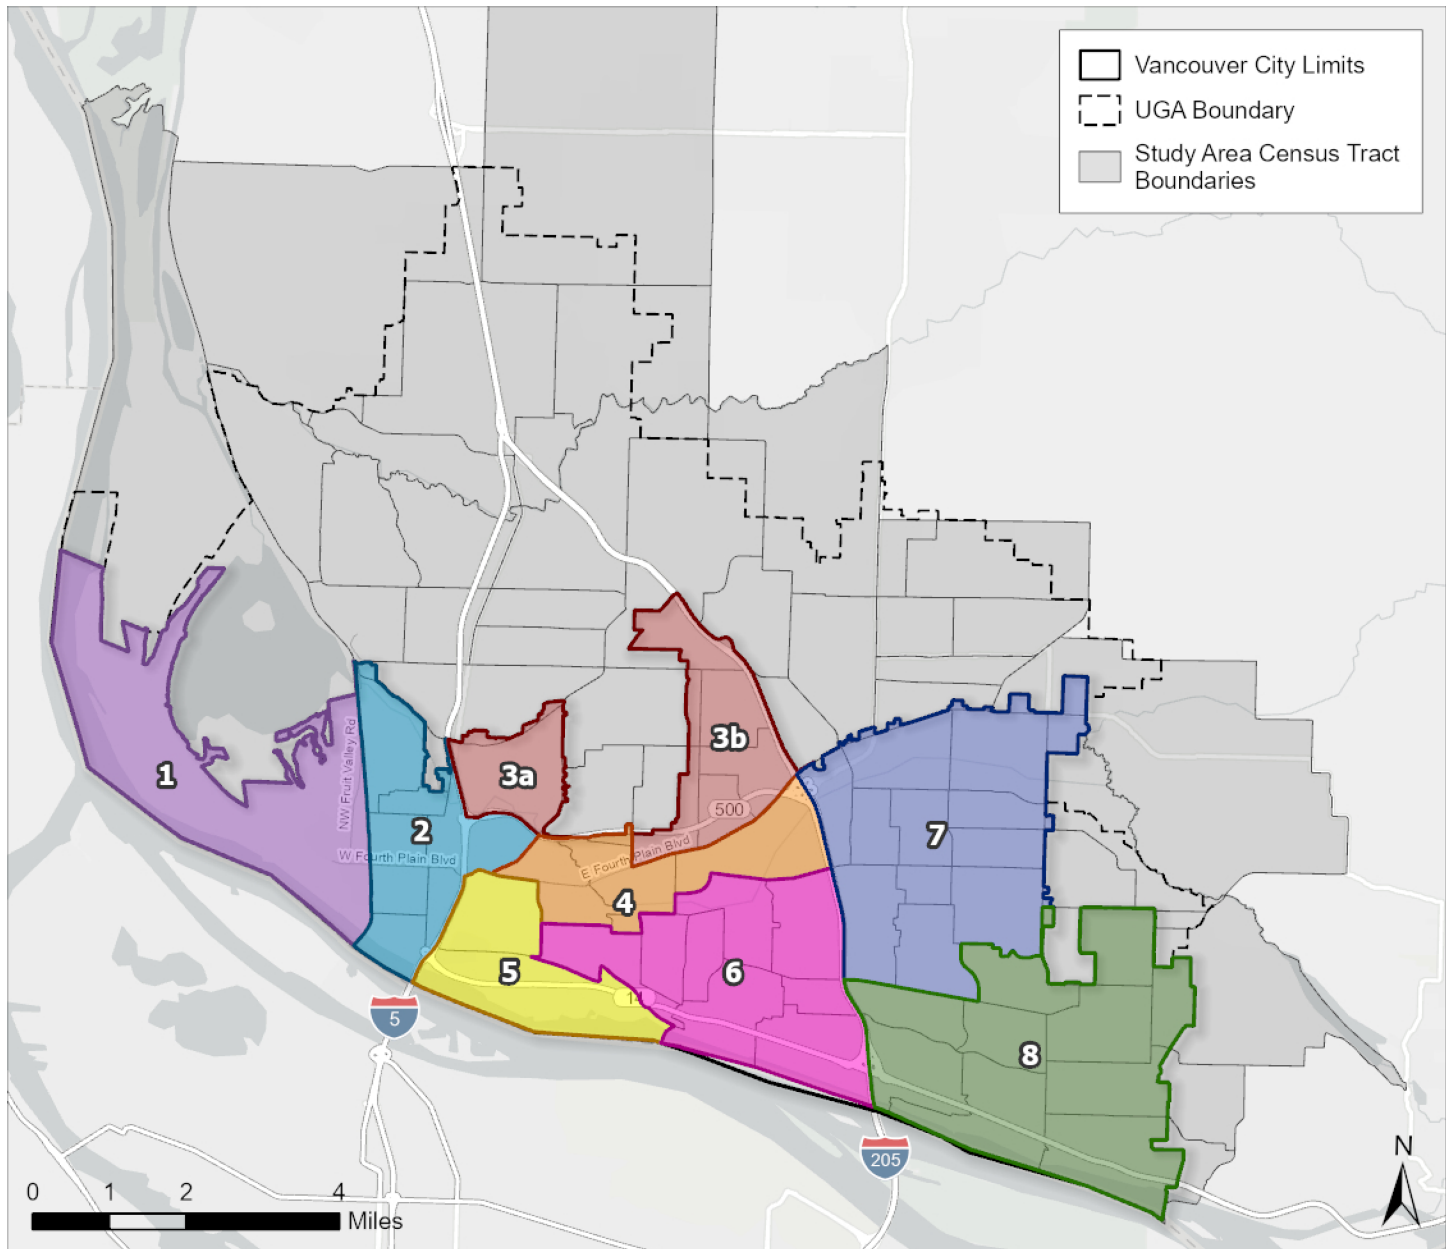 Vancouver City Limits
UGA Boundary
Study Area Census Tract
Boundaries
3b
3a
1
NW Fruit Valley Rd
500
2
W Fourth Plain Blvd
E Fourth Plain Blvd
7
4
5
6
14
5
8
205
N
0 1 2 4
Miles